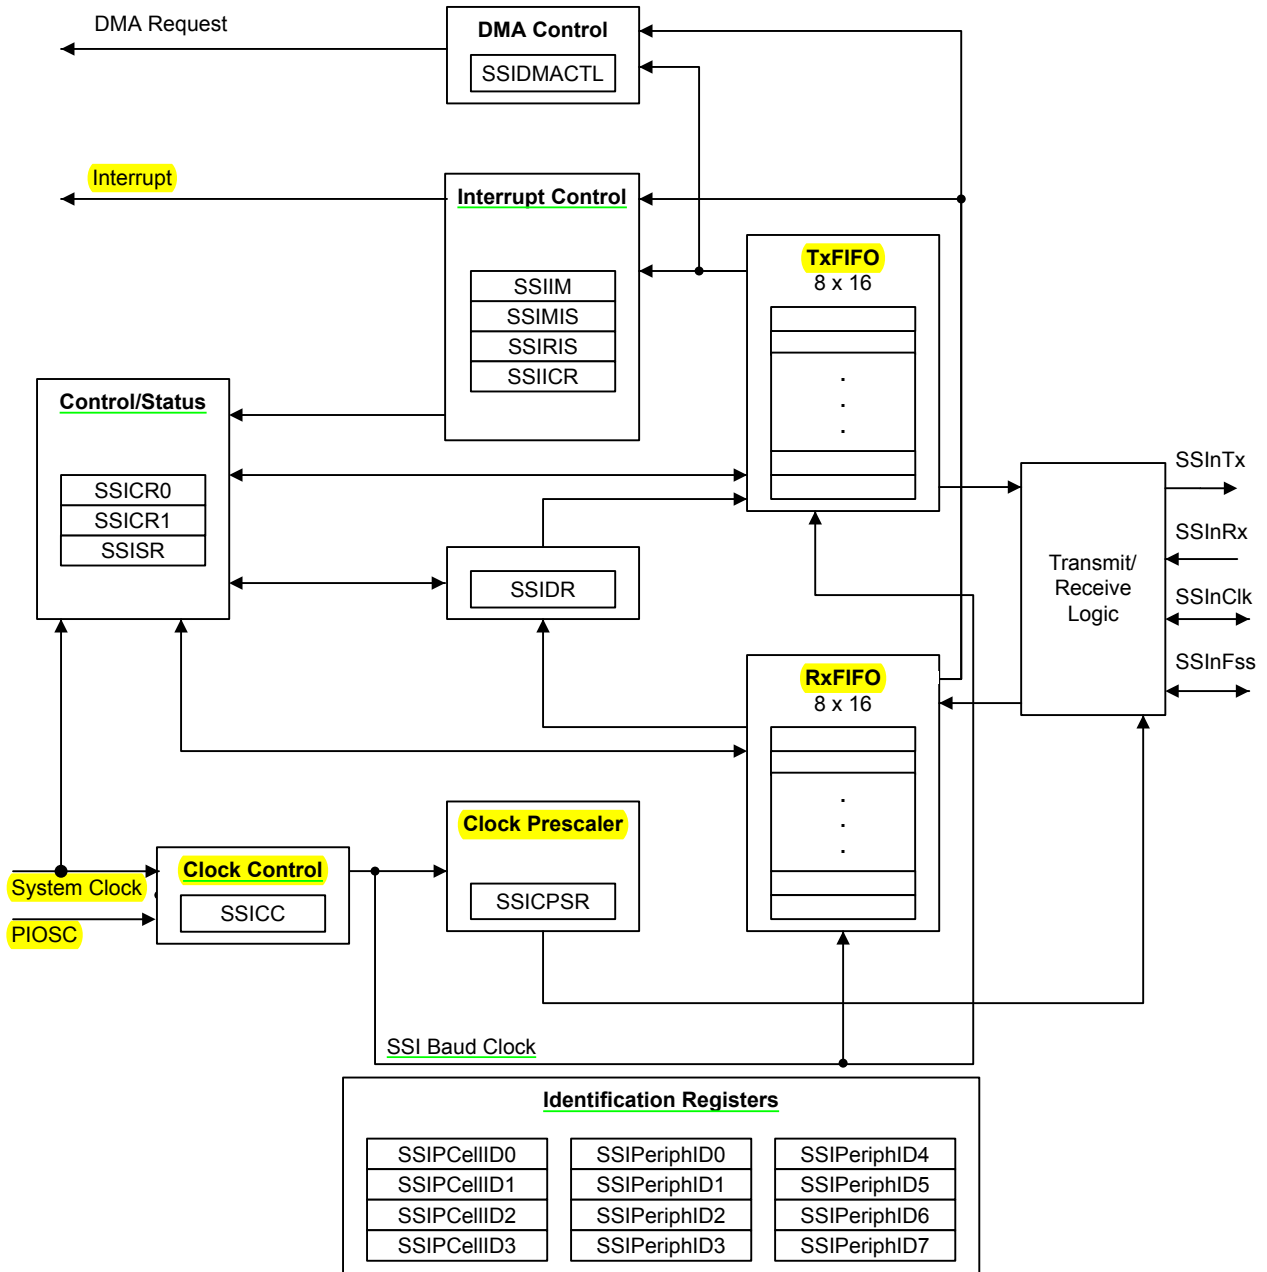 DMA Request
DMA Control
SSIDMACTL
Interrupt
Interrupt Control
SSIIM
SSIMIS
SSIRIS
SSIICR
TxFIFO
8 x 16
.
.
.
Control/Status
SSICR0
SSICR1
SSISR
SSIDR
Transmit/
Receive
Logic
SSInTx
SSInRx
SSInClk
SSInFss
RxFIFO
8 x 16
.
.
.
Clock Prescaler
SSICPSR
System Clock
PIOSC
Clock Control
SSICC
SSI Baud Clock
Identification Registers
SSIPCellID0
SSIPeriphID0
SSIPeriphID4
SSIPCellID1
SSIPeriphID1
SSIPeriphID5
SSIPCellID2
SSIPeriphID2
SSIPeriphID6
SSIPCellID3
SSIPeriphID3
SSIPeriphID7